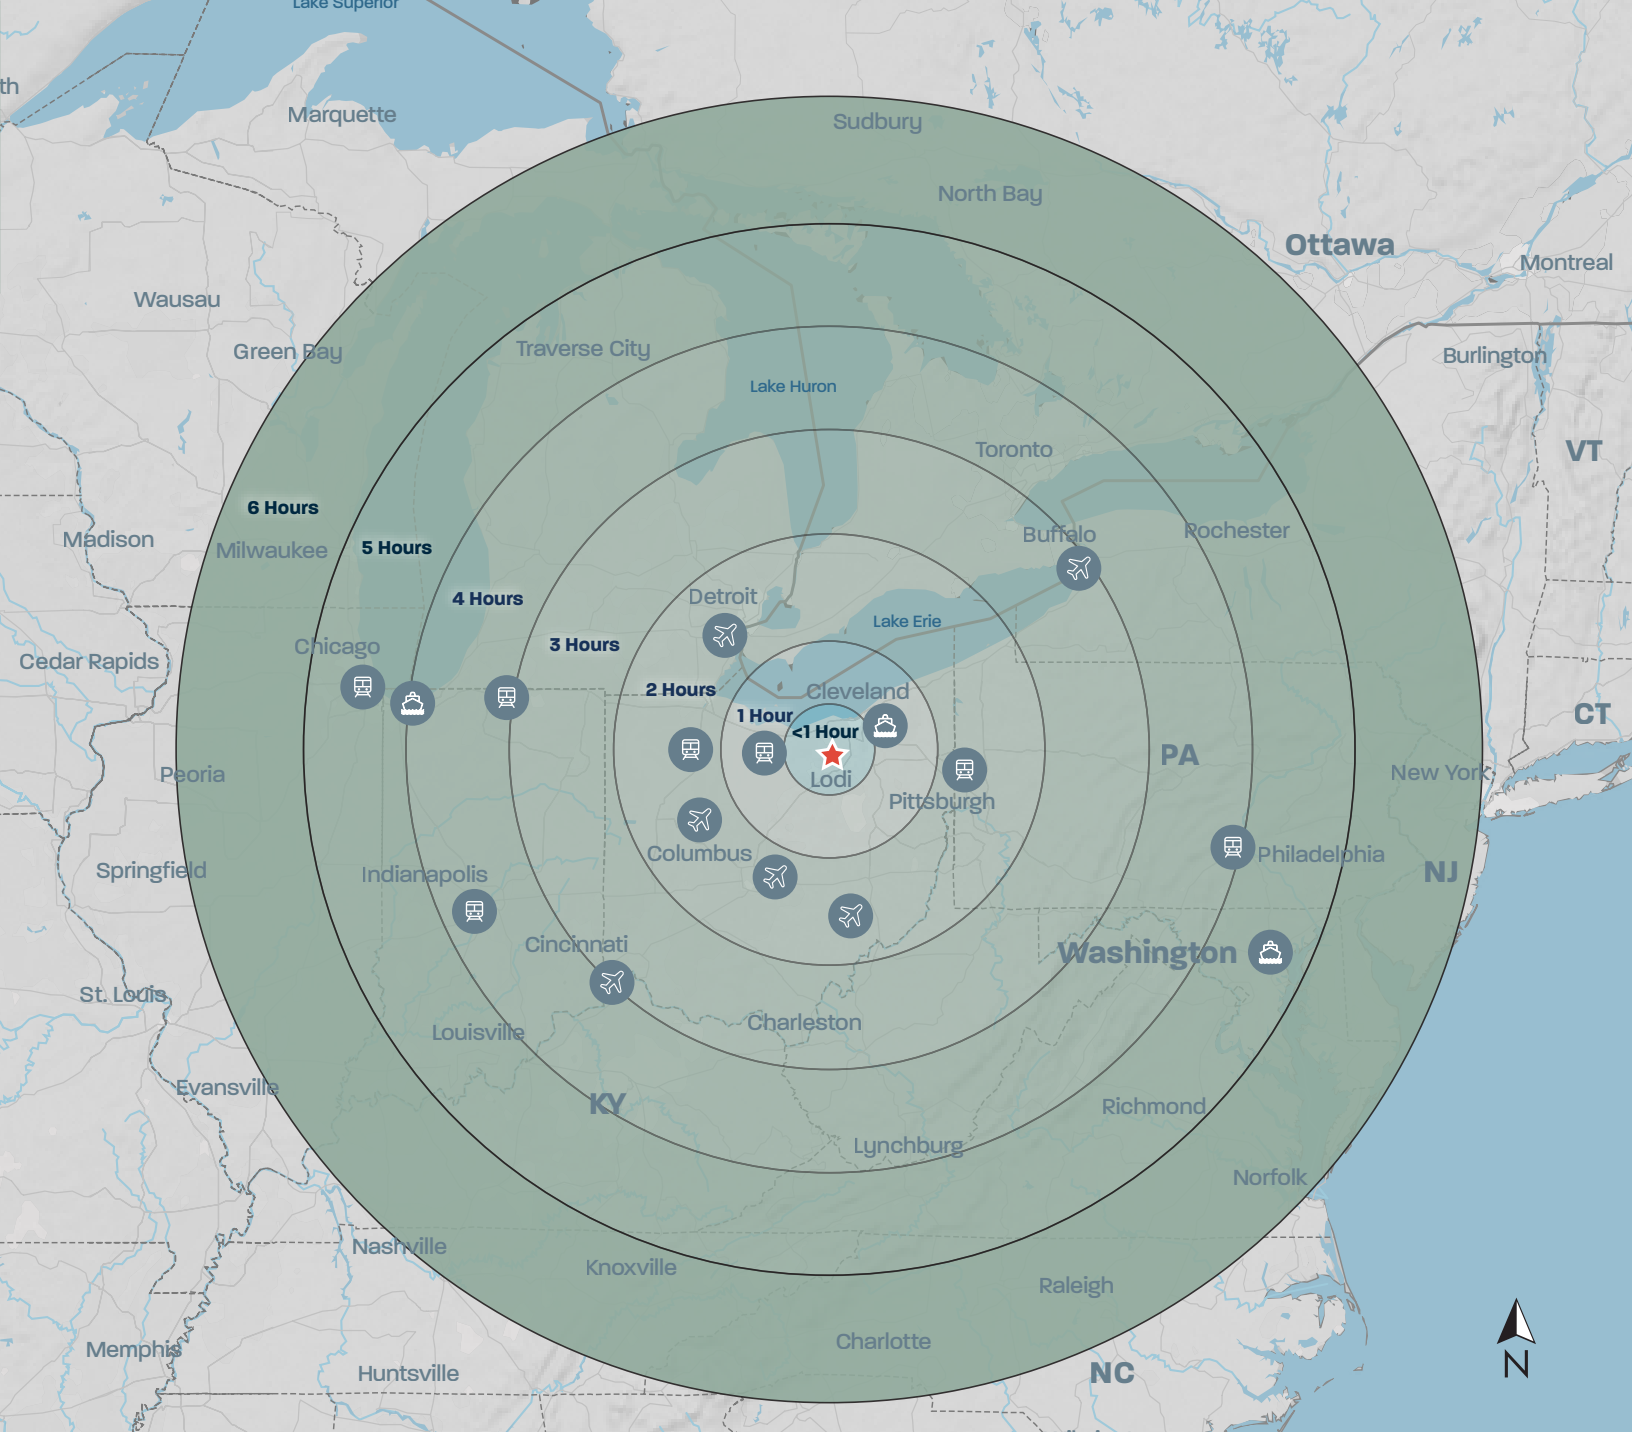 Lake Superior
th
Marquette
Sudbury
North Bay
Ottawa
Montreal
Wausau
Green Bay
Traverse City
Burlington
Lake Huron
Toronto
VT
6 Hours
Madison
Milwaukee
5 Hours
Buffalo
Rochester
4 Hours
Detroit
Lake Erie
3 Hours
Chicago
Cedar Rapids
2 Hours
Cleveland
1 Hour
CT
<1 Hour
PA
Peoria
Lodi
New York
Pittsburgh
Columbus
Philadelphia
Springfield
Indianapolis
NJ
Cincinnati
Washington
St. Louis
Charleston
Louisville
Evansville
KY
Richmond
Lynchburg
Norfolk
Nashville
Knoxville
Raleigh
Charlotte
Memphis
Huntsville
NC
N